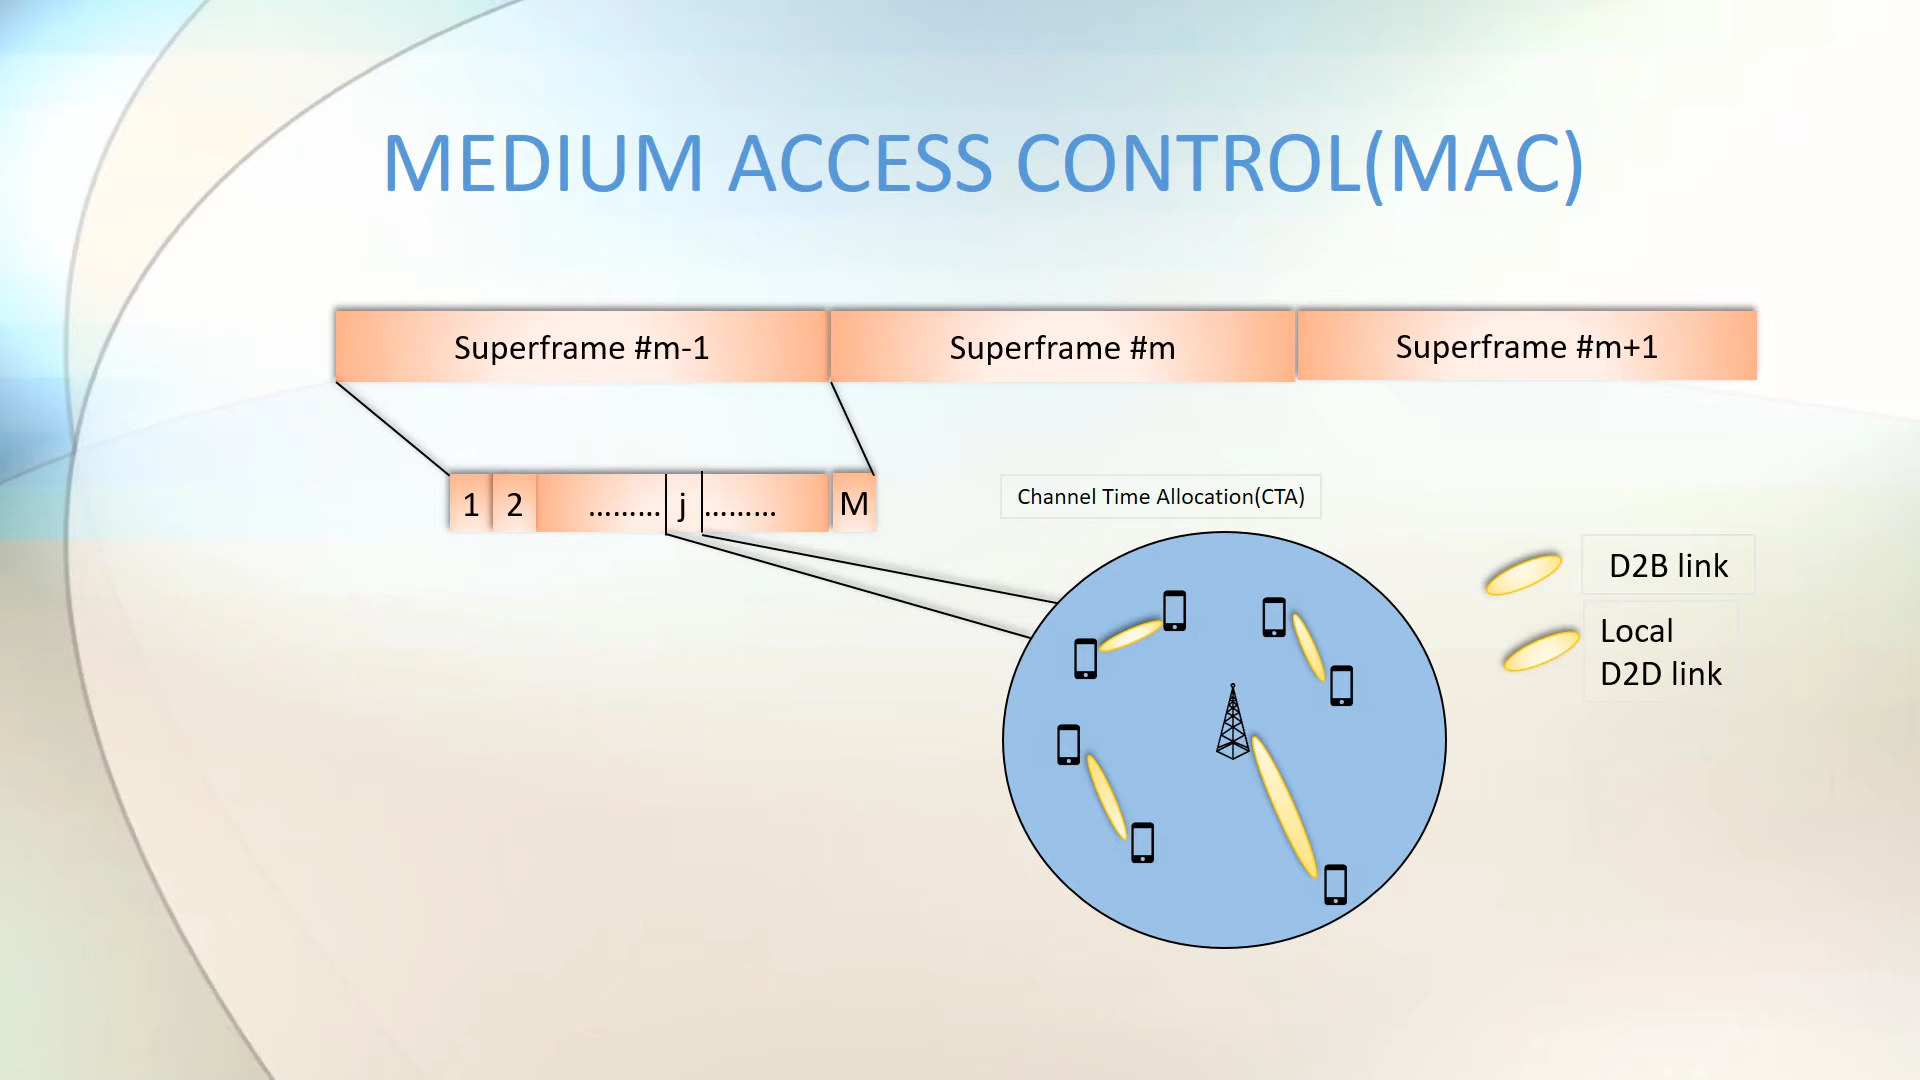 MEDIUM ACCESS CONTROL(MAC)
Superframe #m-1
Superframe #m
Superframe #m+1
1
2
.........
j
.........
M
Channel Time Allocation(CTA)
D2B link
Local
D2D link